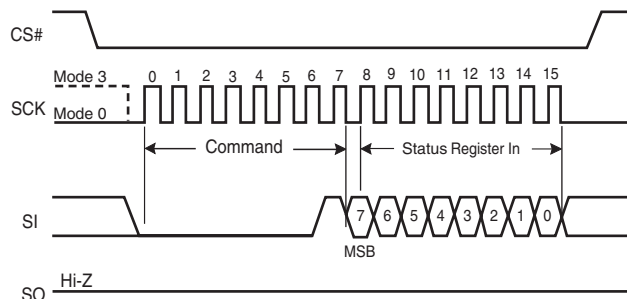 CS#
Mode 3
0 1 2 3 4 5 6 7 8 9 10 11 12 13 14 15
SCK
Mode 0
Command
Status Register In
SI
7 6 5 4 3 2 1 0
MSB
Hi-Z
SO